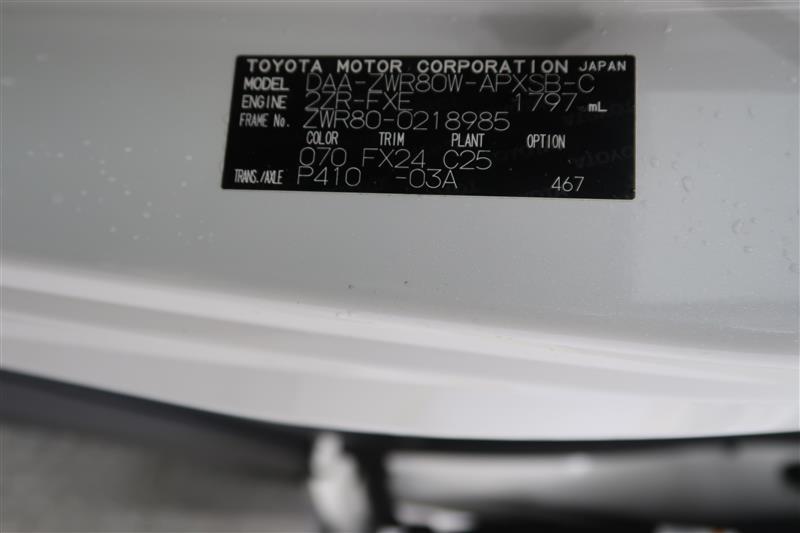 TOYOTA MOTOR CORPORATION JAPAN
MODEL DAA-ZWR80W-APXSB-C
ENGINE 2ZR-FXE 1797 mL
FRAME No. ZWR80-0218985
COLOR TRIM PLANT OPTION
070 FX24 C25
TRANS./AXLE P410 -03A 467